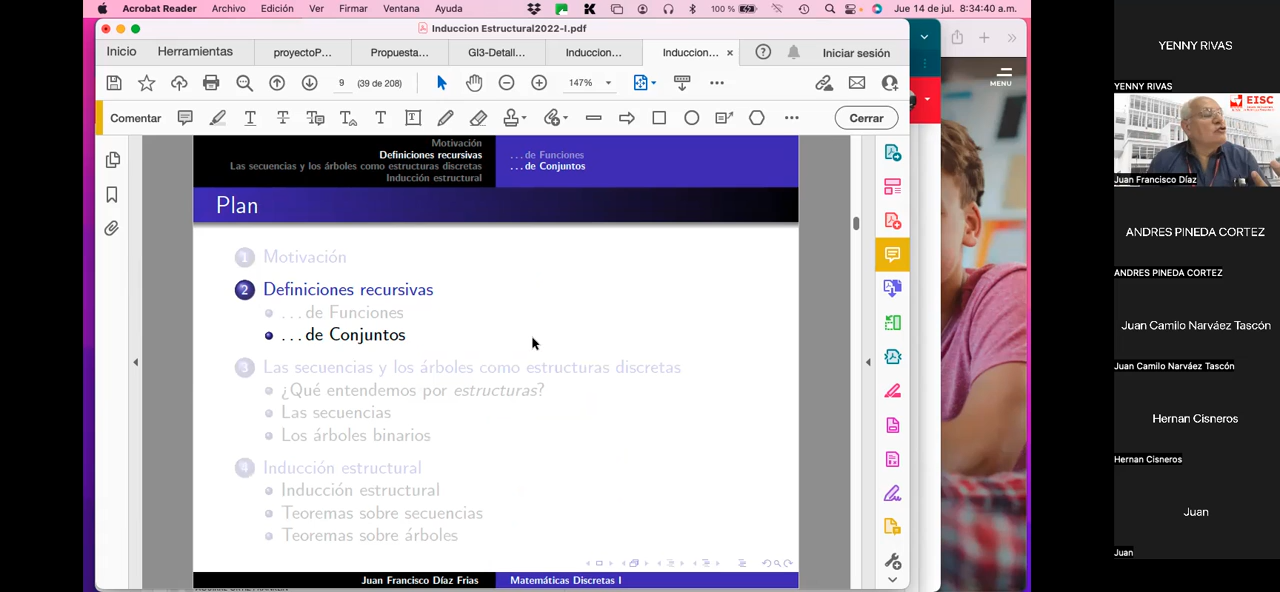 Acrobat Reader Archivo Edición Ver Firmar Ventana Ayuda 100 % Jue 14 de jul. 8:34:40 a.m.
Induccion Estructural2022-I.pdf
Inicio Herramientas proyectoP... Propuesta... GI3-Detall... Induccion... Induccion... × Iniciar sesión
9 (39 de 208) 147%
Comentar Cerrar
Motivación
Definiciones recursivas
Las secuencias y los árboles como estructuras discretas
Inducción estructural
...de Funciones
...de Conjuntos
Plan
1 Motivación
2 Definiciones recursivas
...de Funciones
...de Conjuntos
3 Las secuencias y los árboles como estructuras discretas
¿Qué entendemos por estructuras?
Las secuencias
Los árboles binarios
4 Inducción estructural
Inducción estructural
Teoremas sobre secuencias
Teoremas sobre árboles
Juan Francisco Díaz Frias Matemáticas Discretas I
MENU
YENNY RIVAS
YENNY RIVAS
EISC
Juan Francisco Díaz
ANDRES PINEDA CORTEZ
ANDRES PINEDA CORTEZ
Juan Camilo Narváez Tascón
Juan Camilo Narváez Tascón
Hernan Cisneros
Hernan Cisneros
Juan
Juan